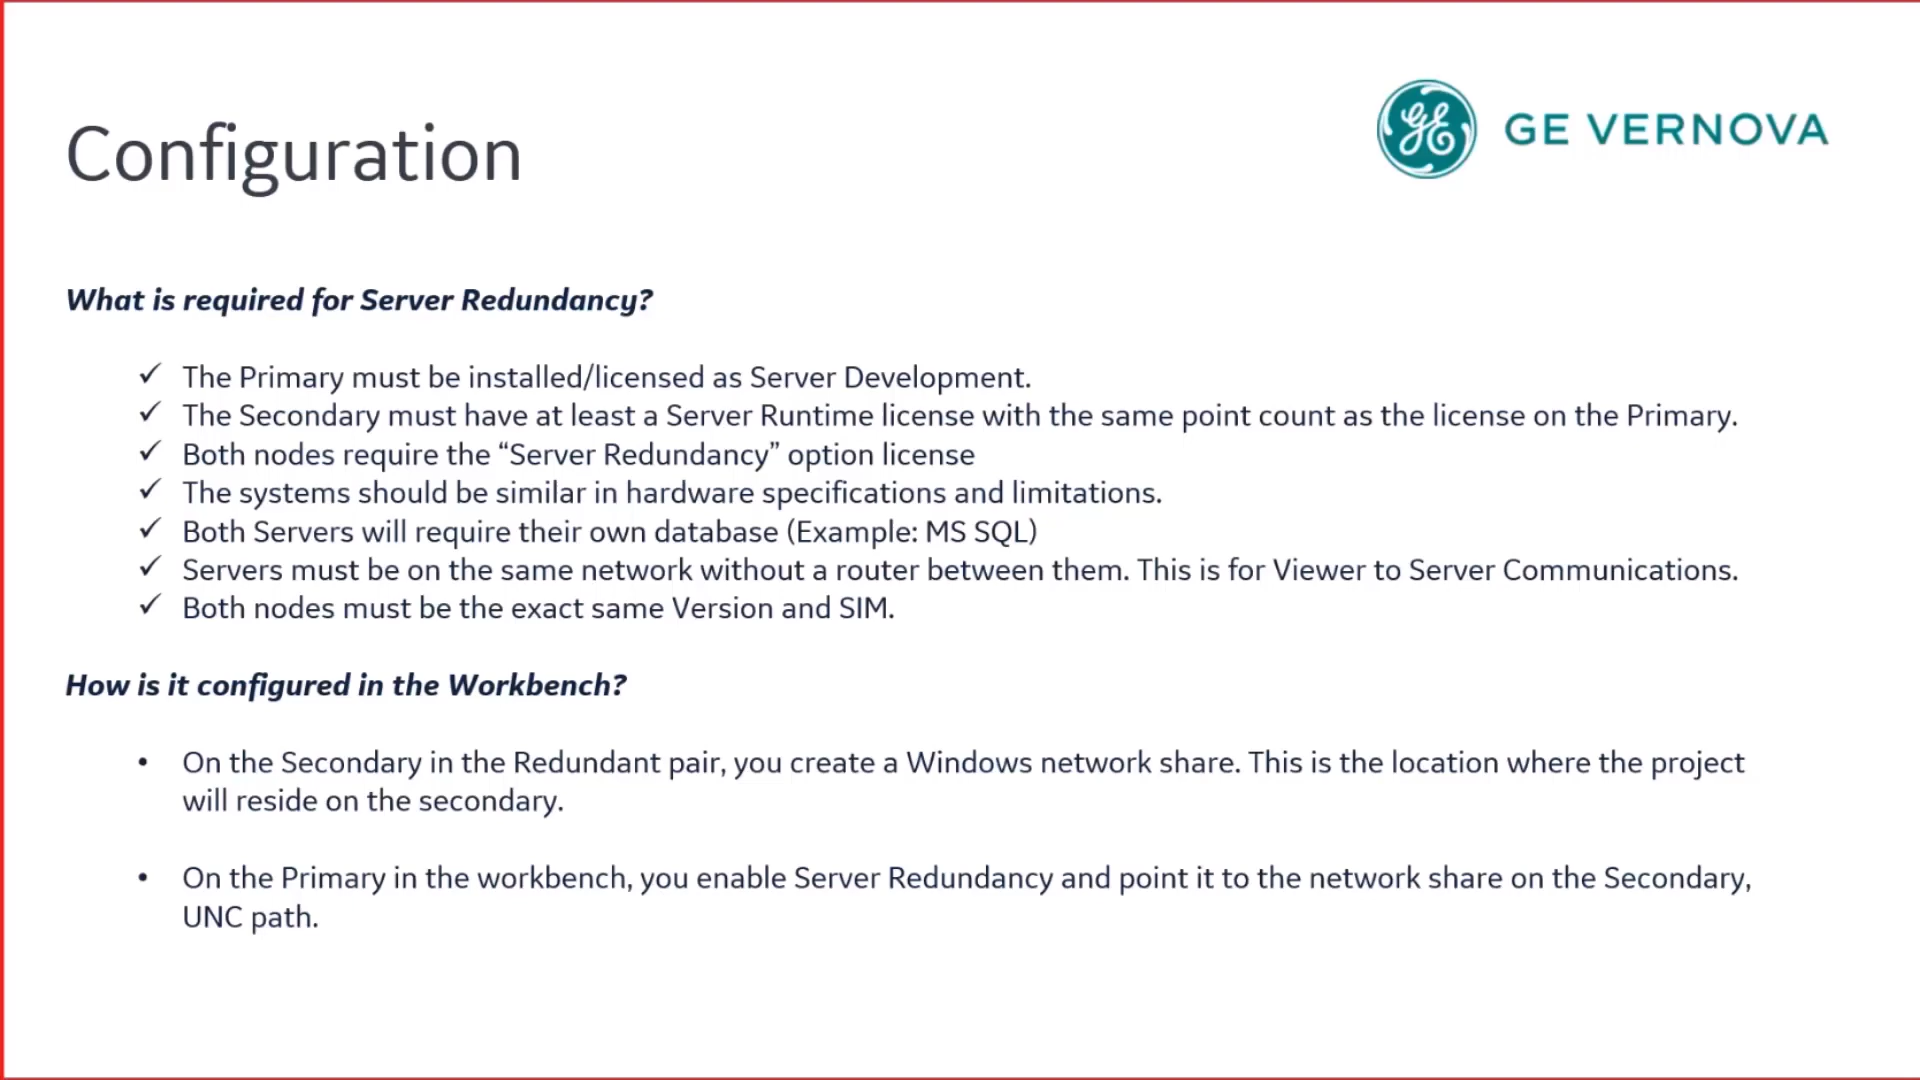 Configuration
GE VERNOVA
What is required for Server Redundancy?
✓ The Primary must be installed/licensed as Server Development.
✓ The Secondary must have at least a Server Runtime license with the same point count as the license on the Primary.
✓ Both nodes require the “Server Redundancy” option license
✓ The systems should be similar in hardware specifications and limitations.
✓ Both Servers will require their own database (Example: MS SQL)
✓ Servers must be on the same network without a router between them. This is for Viewer to Server Communications.
✓ Both nodes must be the exact same Version and SIM.
How is it configured in the Workbench?
• On the Secondary in the Redundant pair, you create a Windows network share. This is the location where the project
will reside on the secondary.
• On the Primary in the workbench, you enable Server Redundancy and point it to the network share on the Secondary,
UNC path.